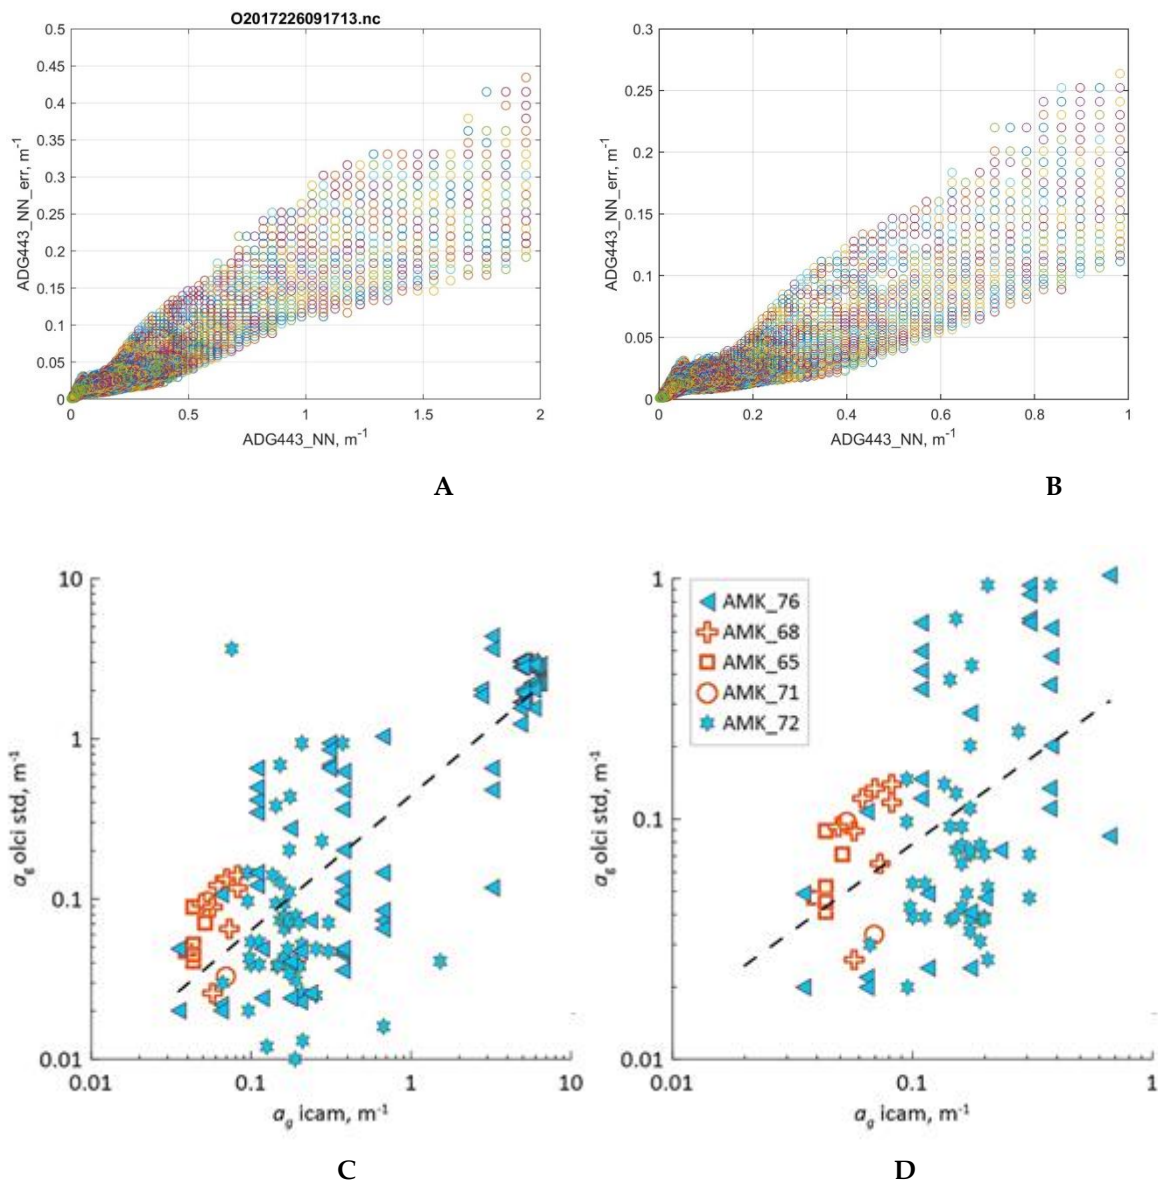 O2017226091713.nc
0.5
0.45
0.4
0.35
0.3
0.25
0.2
0.15
0.1
0.05
0
ADG443_NN_err, m-1
0 0.5 1 1.5 2
ADG443_NN, m-1
0.3
0.25
0.2
0.15
0.1
0.05
0
ADG443_NN_err, m-1
0 0.2 0.4 0.6 0.8 1
ADG443_NN, m-1
A
B
10
1
0.1
0.01
ag olci std, m-1
0.01 0.1 1 10
ag icam, m-1
1
0.1
0.01
ag olci std, m-1
AMK_76
AMK_68
AMK_65
AMK_71
AMK_72
0.01 0.1 1
ag icam, m-1
C
D